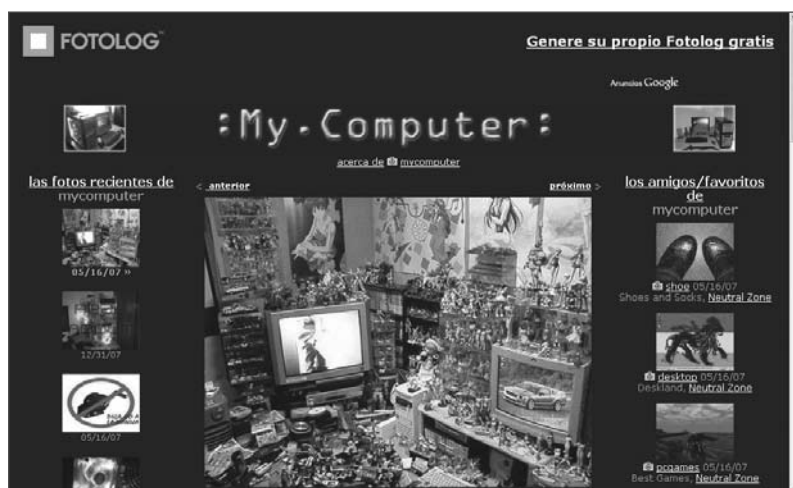 FOTOLOG™
Genere su propio Fotolog gratis
Anuncios Google
:My.Computer:
acerca de mycomputer
las fotos recientes de
mycomputer
< anterior
próximo >
los amigos/favoritos
de
mycomputer
05/16/07 »
12/31/07
05/16/07
shoe 05/16/07
Shoes and Socks, Neutral Zone
desktop 05/16/07
Deskland, Neutral Zone
pcgames 05/16/07
Best Games, Neutral Zone